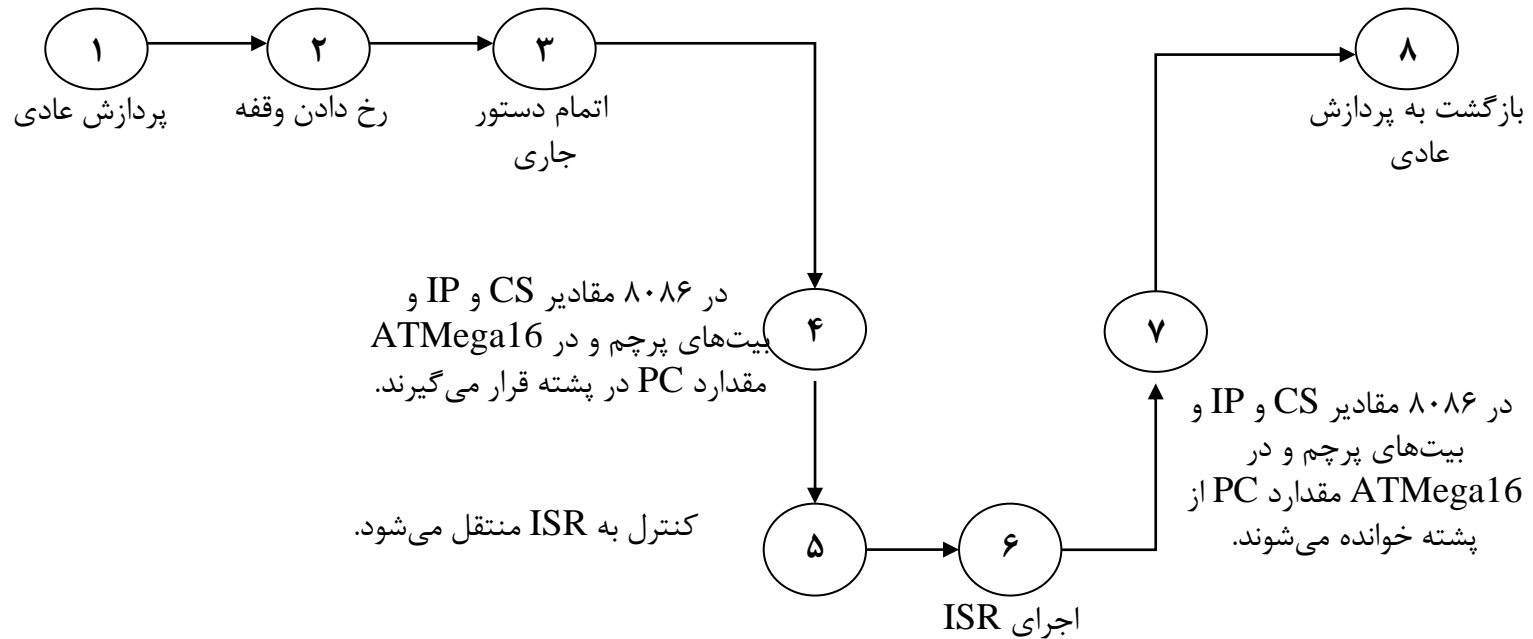 ۱
پردازش عادی
۲
رخ دادن وقفه
۳
اتمام دستور
جاری
۴
در ۸۰۸۶ مقادیر CS و IP و
بیت‌های پرچم و در ATMega16
مقدارد PC در پشته قرار می‌گیرند.
۵
کنترل به ISR منتقل می‌شود.
۶
اجرای ISR
۷
در ۸۰۸۶ مقادیر CS و IP و
بیت‌های پرچم و در
ATMega16 مقدارد PC از
پشته خوانده می‌شوند.
۸
بازگشت به پردازش
عادی